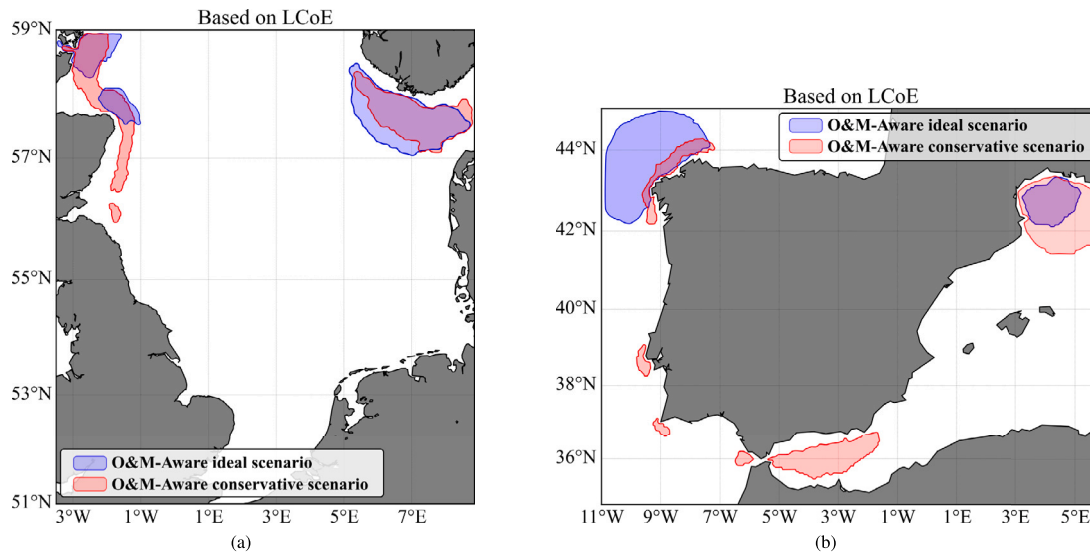 Based on LCoE
59°N
57°N
55°N
53°N
51°N
O&M-Aware ideal scenario
O&M-Aware conservative scenario
3°W 1°W 1°E 3°E 5°E 7°E
(a)
Based on LCoE
O&M-Aware ideal scenario
O&M-Aware conservative scenario
44°N
42°N
40°N
38°N
36°N
11°W 9°W 7°W 5°W 3°W 1°W 1°E 3°E 5°E
(b)